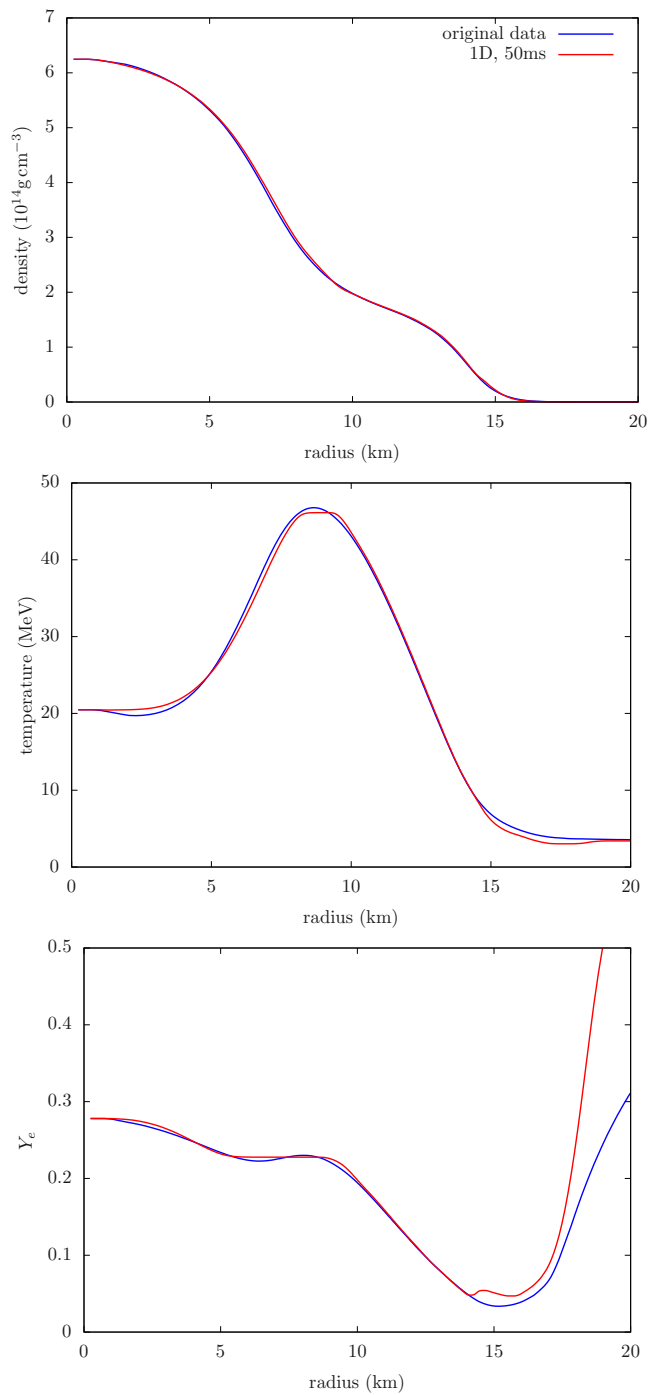 7
6
5
4
3
2
1
0
density (10^{14} g cm^{−3})
original data
1D, 50ms
0 5 10 15 20
radius (km)
50
40
30
20
10
0
temperature (MeV)
0 5 10 15 20
radius (km)
0.5
0.4
0.3
0.2
0.1
0
Y_e
0 5 10 15 20
radius (km)